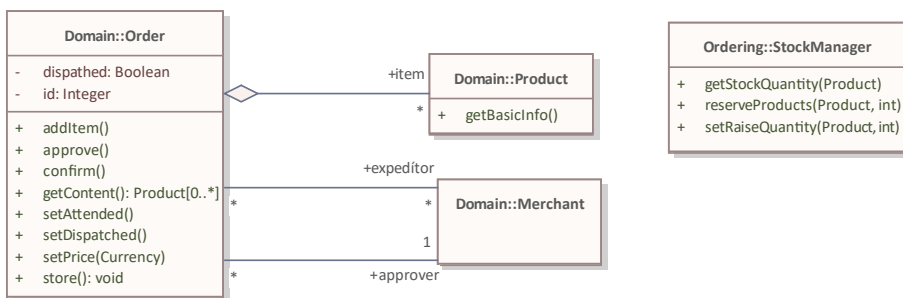 Domain::Order
- dispathed: Boolean
- id: Integer
+ addItem()
+ approve()
+ confirm()
+ getContent(): Product[0..*]
+ setAttended()
+ setDispatched()
+ setPrice(Currency)
+ store(): void
+item
*
Domain::Product
+ getBasicInfo()
+expedítor
*
*
Domain::Merchant
1
*
+approver
Ordering::StockManager
+ getStockQuantity(Product)
+ reserveProducts(Product, int)
+ setRaiseQuantity(Product, int)